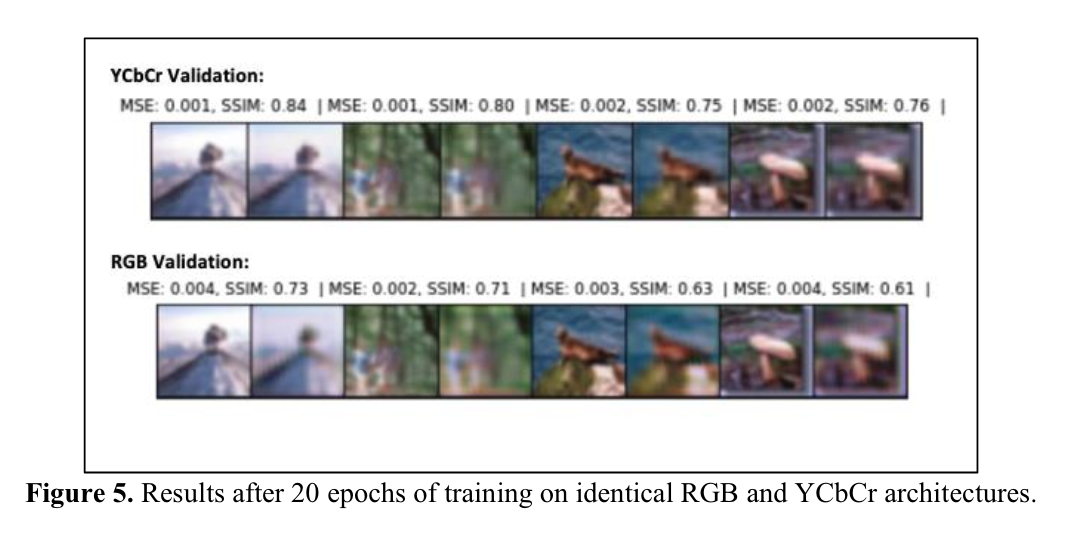 YCbCr Validation:
MSE: 0.001, SSIM: 0.84 | MSE: 0.001, SSIM: 0.80 | MSE: 0.002, SSIM: 0.75 | MSE: 0.002, SSIM: 0.76 |
RGB Validation:
MSE: 0.004, SSIM: 0.73 | MSE: 0.002, SSIM: 0.71 | MSE: 0.003, SSIM: 0.63 | MSE: 0.004, SSIM: 0.61 |
Figure 5. Results after 20 epochs of training on identical RGB and YCbCr architectures.